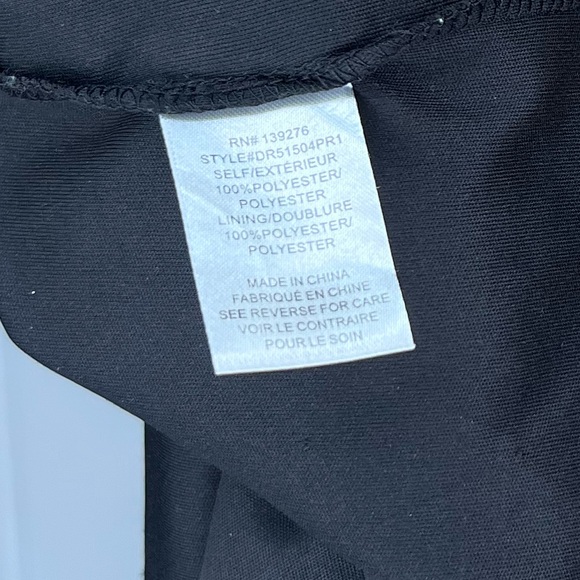 RN# 139276
STYLE#DR51504PR1
SELF/EXTÉRIEUR
100%POLYESTER/
POLYESTER
LINING/DOUBLURE
100%POLYESTER/
POLYESTER
MADE IN CHINA
FABRIQUÉ EN CHINE
SEE REVERSE FOR CARE
VOIR LE CONTRAIRE
POUR LE SOIN